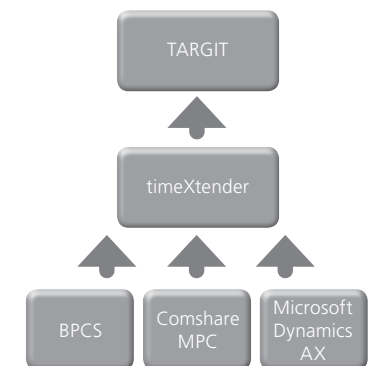 TARGIT
timeXtender
BPCS
Comshare
MPC
Microsoft
Dynamics
AX